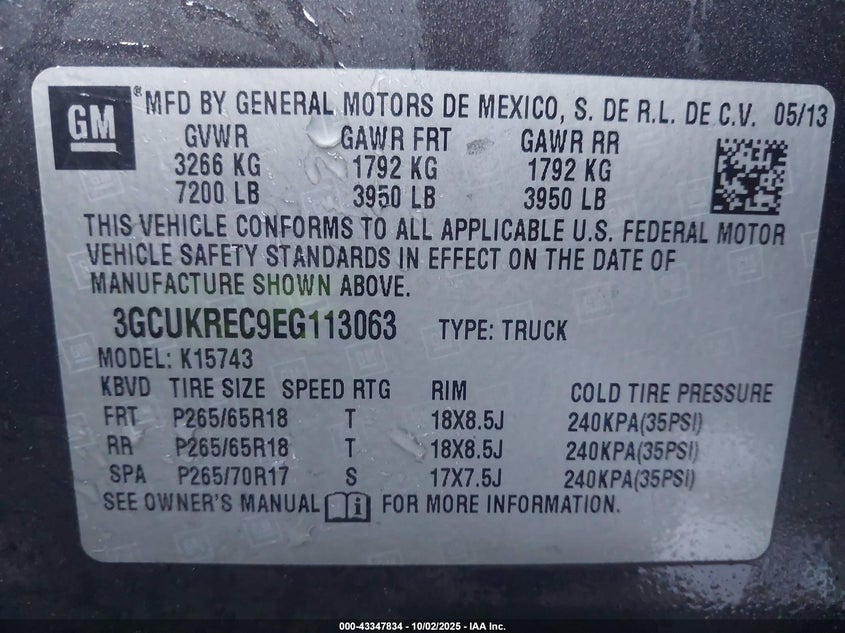 GM
® MFD BY GENERAL MOTORS DE MEXICO, S. DE R.L. DE C.V. 05/13
GVWR GAWR FRT GAWR RR
3266 KG 1792 KG 1792 KG
7200 LB 3950 LB 3950 LB
THIS VEHICLE CONFORMS TO ALL APPLICABLE U.S. FEDERAL MOTOR
VEHICLE SAFETY STANDARDS IN EFFECT ON THE DATE OF
MANUFACTURE SHOWN ABOVE.
3GCUKREC9EG113063 TYPE: TRUCK
MODEL: K15743
KBVD TIRE SIZE SPEED RTG RIM COLD TIRE PRESSURE
FRT P265/65R18 T 18X8.5J 240KPA(35PSI)
RR P265/65R18 T 18X8.5J 240KPA(35PSI)
SPA P265/70R17 S 17X7.5J 240KPA(35PSI)
SEE OWNER'S MANUAL i FOR MORE INFORMATION.
000-43347834 - 10/02/2025 - IAA Inc.